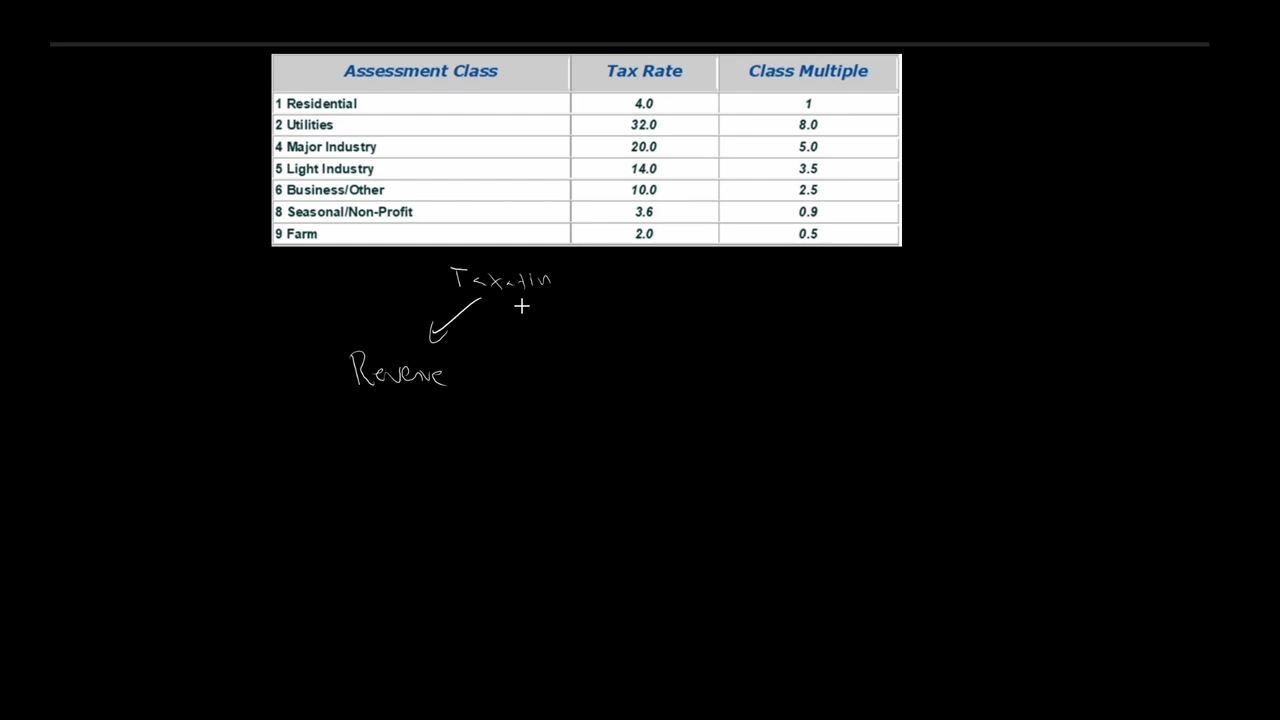 Assessment Class Tax Rate Class Multiple
1 Residential 4.0 1
2 Utilities 32.0 8.0
4 Major Industry 20.0 5.0
5 Light Industry 14.0 3.5
6 Business/Other 10.0 2.5
8 Seasonal/Non-Profit 3.6 0.9
9 Farm 2.0 0.5
Taxation
Revenue